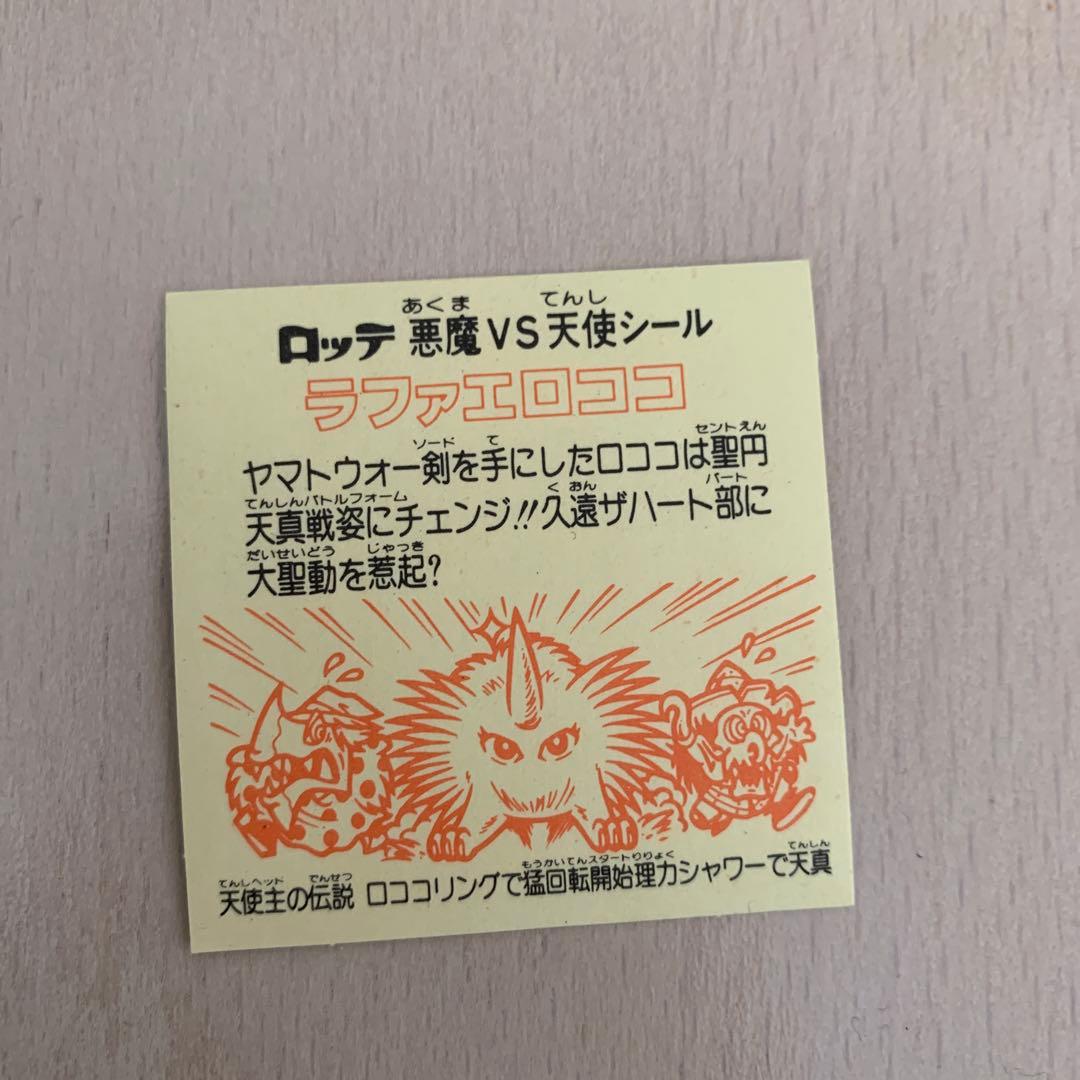 あくま てんし
ロッテ 悪魔VS天使シール
ラファエロココ
ソード て セントえん
ヤマトウォー剣を手にしたロココは聖円
てんしんバトルフォーム く おん パート
天真戦姿にチェンジ!!久遠ザハート部に
だいせいどう じゃっき
大聖動を惹起?
てんしヘッド でんせつ もうかいてんスタートりりょく てんしん
天使主の伝説 ロココリングで猛回転開始理力シャワーで天真